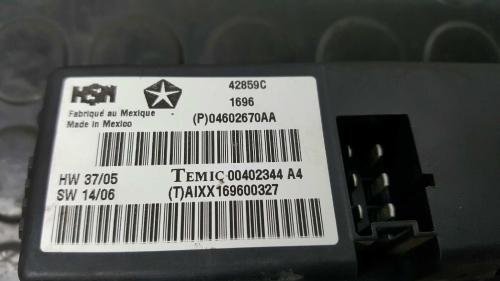 42859C
1696
Fabriqué au Mexique
Made in Mexico
(P)04602670AA
HW 37/05
SW 14/06
TEMIC 00402344 A4
(T)AIXX169600327